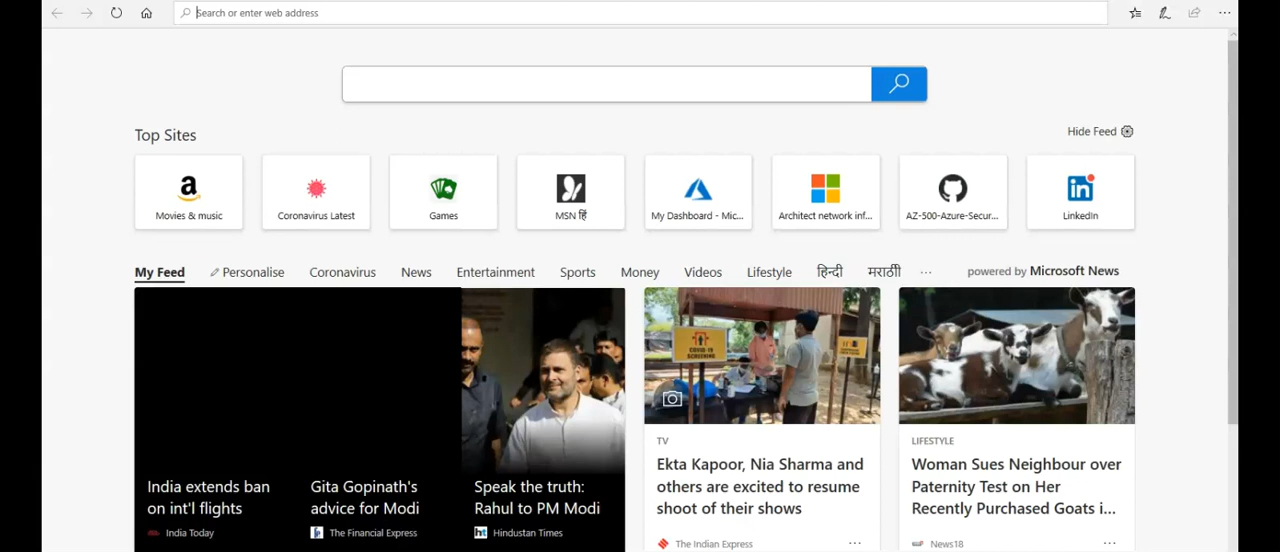 Search or enter web address
Top Sites
Hide Feed
Movies & music
Coronavirus Latest
Games
MSN हिं
My Dashboard - Mic...
Architect network inf...
AZ-500-Azure-Secur...
LinkedIn
My Feed Personalise Coronavirus News Entertainment Sports Money Videos Lifestyle हिन्दी मराठी ... powered by Microsoft News
COVID-19
SCREENING
India extends ban
on int'l flights
India Today
Gita Gopinath's
advice for Modi
The Financial Express
Speak the truth:
Rahul to PM Modi
Hindustan Times
TV
Ekta Kapoor, Nia Sharma and
others are excited to resume
shoot of their shows
The Indian Express
LIFESTYLE
Woman Sues Neighbour over
Paternity Test on Her
Recently Purchased Goats i...
News18